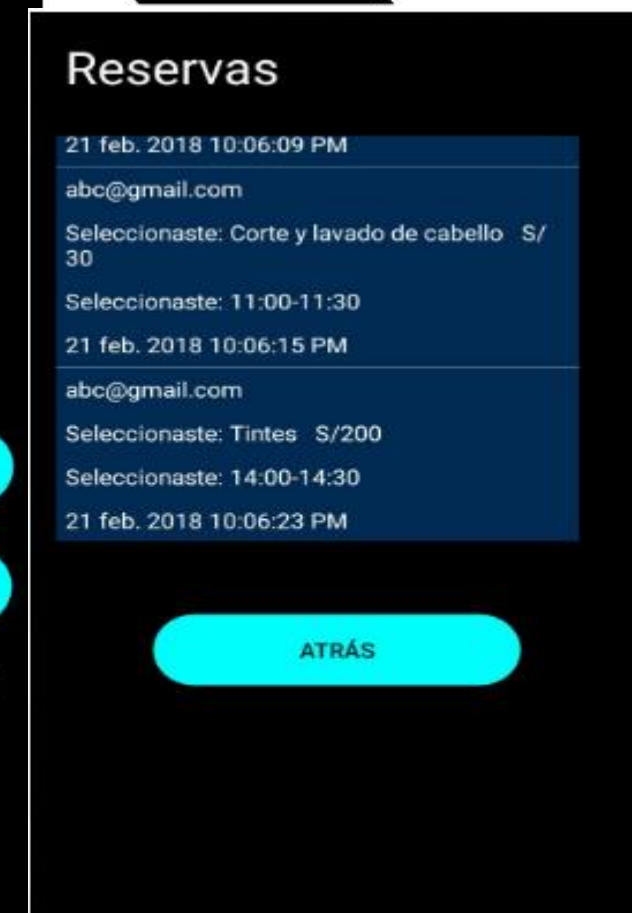 Reservas
21 feb. 2018 10:06:09 PM
abc@gmail.com
Seleccionaste: Corte y lavado de cabello S/
30
Seleccionaste: 11:00-11:30
21 feb. 2018 10:06:15 PM
abc@gmail.com
Seleccionaste: Tintes S/200
Seleccionaste: 14:00-14:30
21 feb. 2018 10:06:23 PM
ATRÁS